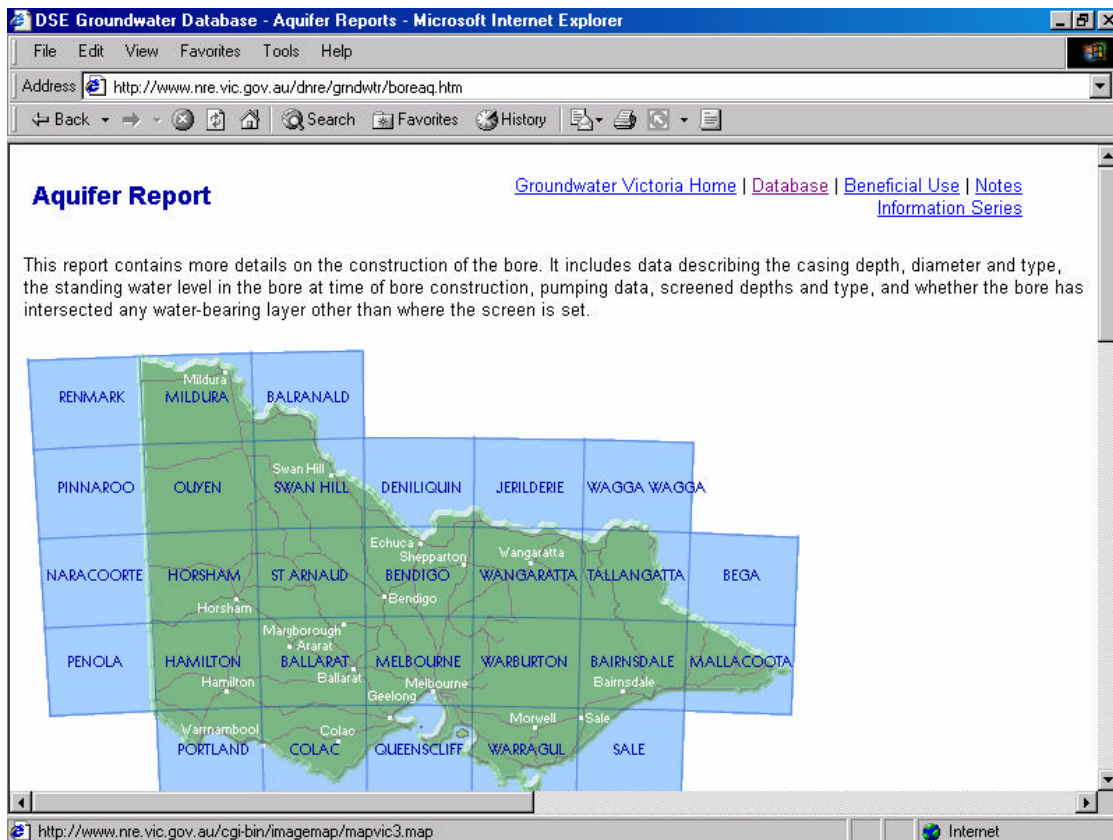 DSE Groundwater Database - Aquifer Reports - Microsoft Internet Explorer
File Edit View Favorites Tools Help
Address http://www.nre.vic.gov.au/dnre/grndwtr/boreaq.htm
Back Search Favorites History
Aquifer Report
Groundwater Victoria Home | Database | Beneficial Use | Notes
Information Series
This report contains more details on the construction of the bore. It includes data describing the casing depth, diameter and type,
the standing water level in the bore at time of bore construction, pumping data, screened depths and type, and whether the bore has
intersected any water-bearing layer other than where the screen is set.
Mildura
RENMARK MILDURA BALRANALD
Swan Hill
PINNAROO OUYEN SWAN HILL DENILIQUIN JERILDERIE WAGGA WAGGA
Echuca
Shepparton Wangaratta
NARACOORTE HORSHAM ST ARNAUD BENDIGO WANGARATTA TALLANGATTA BEGA
Bendigo
Horsham
Maryborough
Ararat
PENOLA HAMILTON BALLARAT MELBOURNE WARBURTON BAIRNSDALE MALLACOOTA
Hamilton Ballarat Melbourne Bairnsdale
Geelong
Warrnambool Colac Morwell Sale
PORTLAND COLAC QUEENSCLIFF WARRAGUL SALE
http://www.nre.vic.gov.au/cgi-bin/imagemap/mapvic3.map Internet